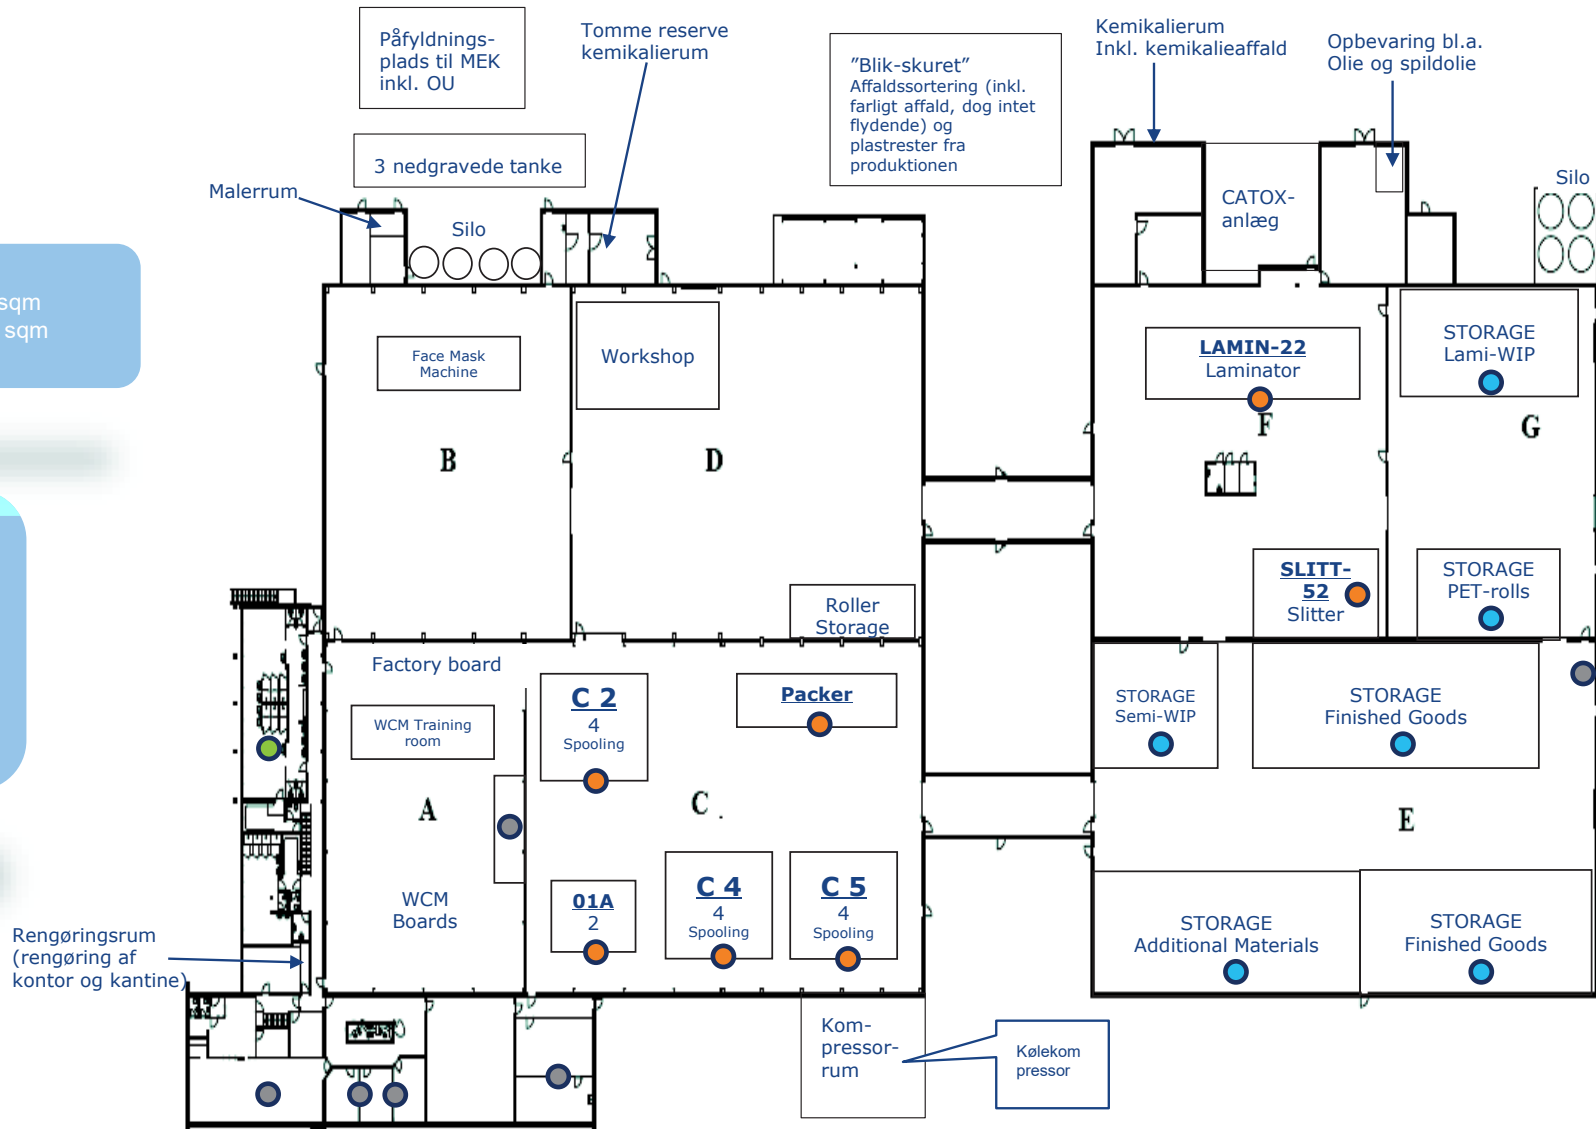 Påfyldnings-
plads til MEK
inkl. OU
Tomme reserve
kemikalierum
"Blik-skuret"
Affaldssortering (inkl.
farligt affald, dog intet
flydende) og
plastrester fra
produktionen
Kemikalierum
Inkl. kemikalieaffald
Opbevaring bl.a.
Olie og spildolie
3 nedgravede tanke
Malerrum
Silo
CATOX-
anlæg
Silo
sqm
sqm
Face Mask
Machine
Workshop
LAMIN-22
Laminator
STORAGE
Lami-WIP
B
D
F
G
Roller
Storage
SLITT-
52
Slitter
STORAGE
PET-rolls
Factory board
WCM Training
room
C 2
4
Spooling
Packer
STORAGE
Semi-WIP
STORAGE
Finished Goods
A
C .
E
WCM
Boards
01A
2
C 4
4
Spooling
C 5
4
Spooling
STORAGE
Additional Materials
STORAGE
Finished Goods
Rengøringsrum
(rengøring af
kontor og kantine)
Kom-
pressor-
rum
Kølekom
pressor